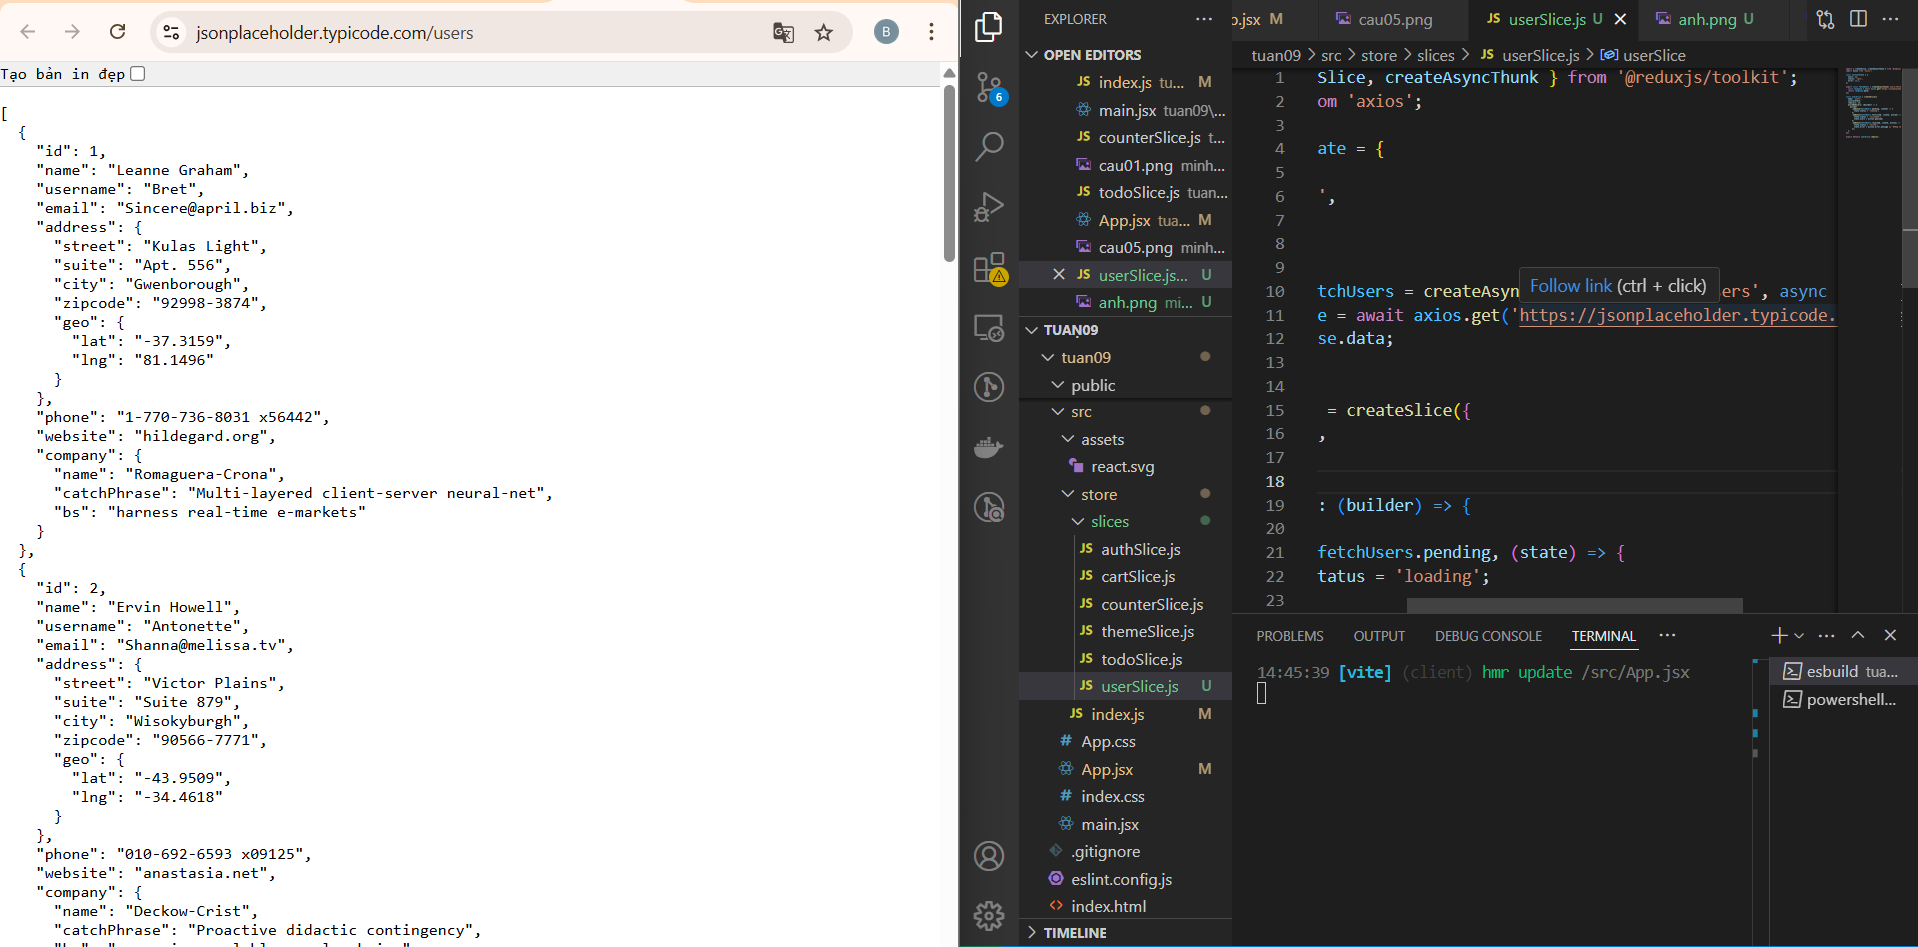 jsonplaceholder.typicode.com/users
B
Tạo bản in đẹp
[
  {
    "id": 1,
    "name": "Leanne Graham",
    "username": "Bret",
    "email": "Sincere@april.biz",
    "address": {
      "street": "Kulas Light",
      "suite": "Apt. 556",
      "city": "Gwenborough",
      "zipcode": "92998-3874",
      "geo": {
        "lat": "-37.3159",
        "lng": "81.1496"
      }
    },
    "phone": "1-770-736-8031 x56442",
    "website": "hildegard.org",
    "company": {
      "name": "Romaguera-Crona",
      "catchPhrase": "Multi-layered client-server neural-net",
      "bs": "harness real-time e-markets"
    }
  },
  {
    "id": 2,
    "name": "Ervin Howell",
    "username": "Antonette",
    "email": "Shanna@melissa.tv",
    "address": {
      "street": "Victor Plains",
      "suite": "Suite 879",
      "city": "Wisokyburgh",
      "zipcode": "90566-7771",
      "geo": {
        "lat": "-43.9509",
        "lng": "-34.4618"
      }
    },
    "phone": "010-692-6593 x09125",
    "website": "anastasia.net",
    "company": {
      "name": "Deckow-Crist",
      "catchPhrase": "Proactive didactic contingency",
6
EXPLORER ···
OPEN EDITORS
JS index.js tu... M
main.jsx tuan09\...
JS counterSlice.js t...
cau01.png minh...
JS todoSlice.js tuan...
App.jsx tua... M
cau05.png minh...
JS userSlice.js... U
anh.png mi... U
TUAN09
tuan09
public
src
assets
react.svg
store
slices
JS authSlice.js
JS cartSlice.js
JS counterSlice.js
JS themeSlice.js
JS todoSlice.js
JS userSlice.js U
JS index.js M
# App.css
App.jsx M
# index.css
main.jsx
.gitignore
eslint.config.js
<> index.html
TIMELINE
o.jsx M cau05.png JS userSlice.js U anh.png U ···
tuan09 > src > store > slices > JS userSlice.js > userSlice
1 Slice, createAsyncThunk } from '@reduxjs/toolkit';
2 om 'axios';
3
4 ate = {
5
6 ',
7
8
9
Follow link (ctrl + click)
10 tchUsers = createAsyn ers', async
11 e = await axios.get('https://jsonplaceholder.typicode.
12 se.data;
13
14
15 = createSlice({
16 ,
17
18
19 : (builder) => {
20
21 fetchUsers.pending, (state) => {
22 tatus = 'loading';
23
PROBLEMS OUTPUT DEBUG CONSOLE TERMINAL ···
14:45:39 [vite] (client) hmr update /src/App.jsx
esbuild tua...
powershell...